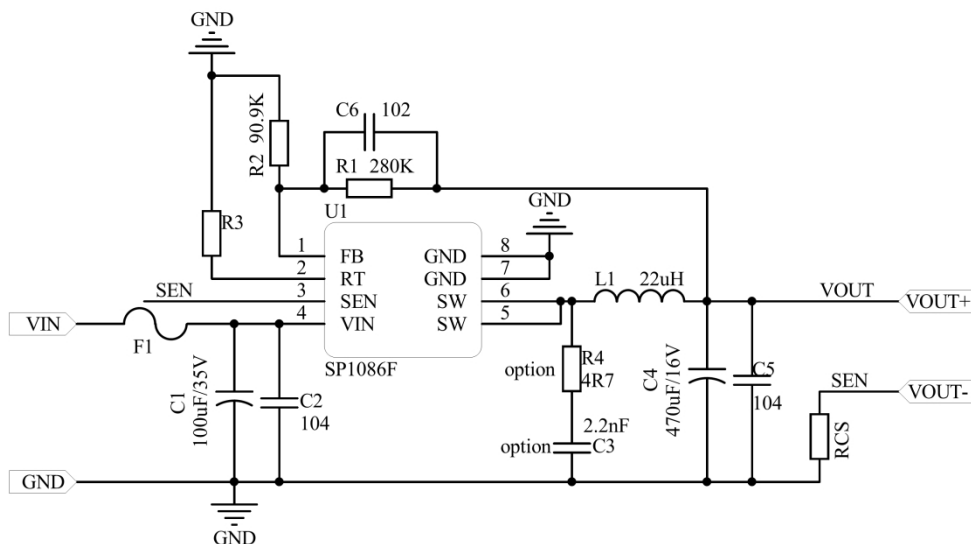 GND
R2 90.9K
C6 102
R1 280K
U1
GND
R3
1 FB
2 RT
3 SEN
4 VIN
GND 8
GND 7
SW 6
SW 5
SEN
VIN
F1
SP1086F
L1 22uH
VOUT
VOUT+
C1
100uF/35V
C2
104
option
R4
4R7
C4
470uF/16V
C5
104
SEN
VOUT-
2.2nF
option
C3
RCS
GND
GND